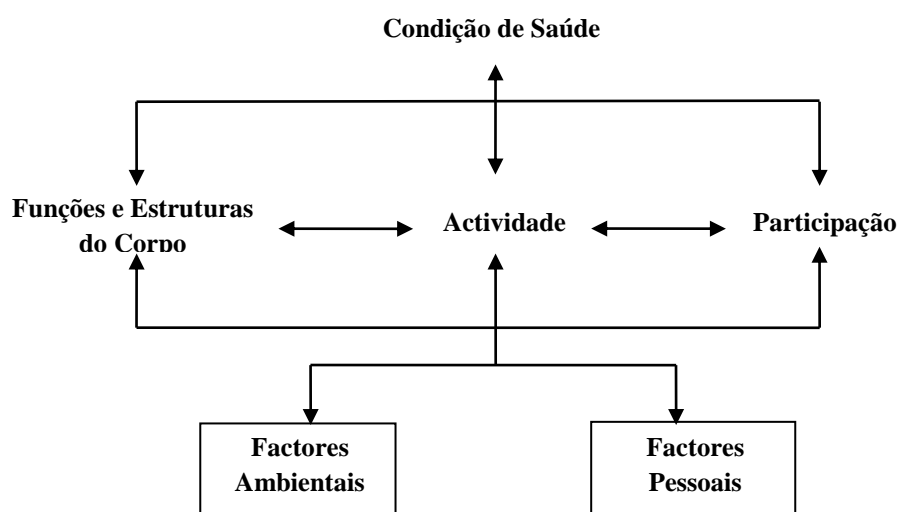 Condição de Saúde
Funções e Estruturas
do Corpo
Actividade
Participação
Factores
Ambientais
Factores
Pessoais